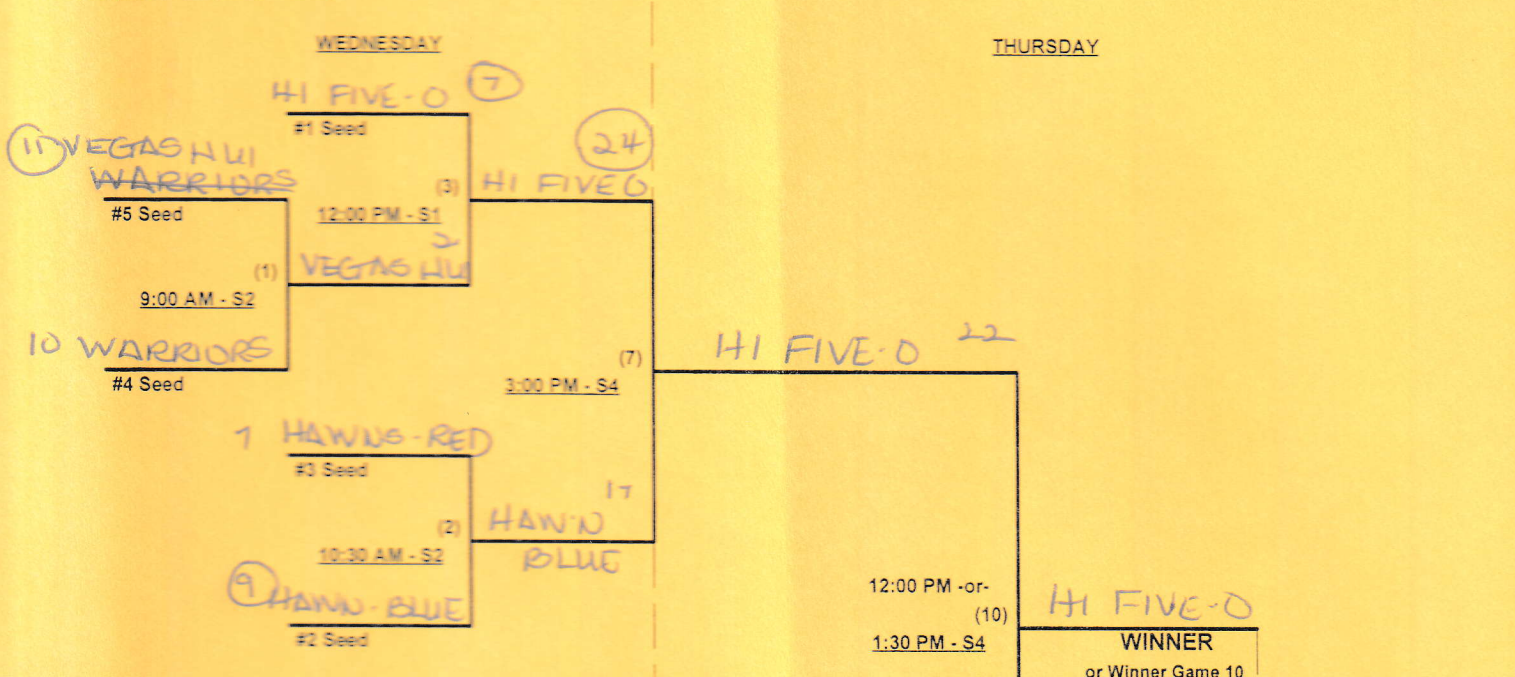 WEDNESDAY
THURSDAY
HI FIVE-O 7
#1 Seed
11 VEGAS HUI
WARRIORS
24
(3) HI FIVE O
#5 Seed
12:00 PM - S1
2
(1) VEGAS HUI
9:00 AM - S2
10 WARRIORS
#4 Seed
HI FIVE-O 22
(7)
3:00 PM - S4
7 HAWNS-RED
#3 Seed
17
(2) HAW'N
BLUE
10:30 AM - S2
9 HAWN-BLUE
#2 Seed
12:00 PM -or-
(10) HI FIVE-O
1:30 PM - S4
WINNER
or Winner Game 10